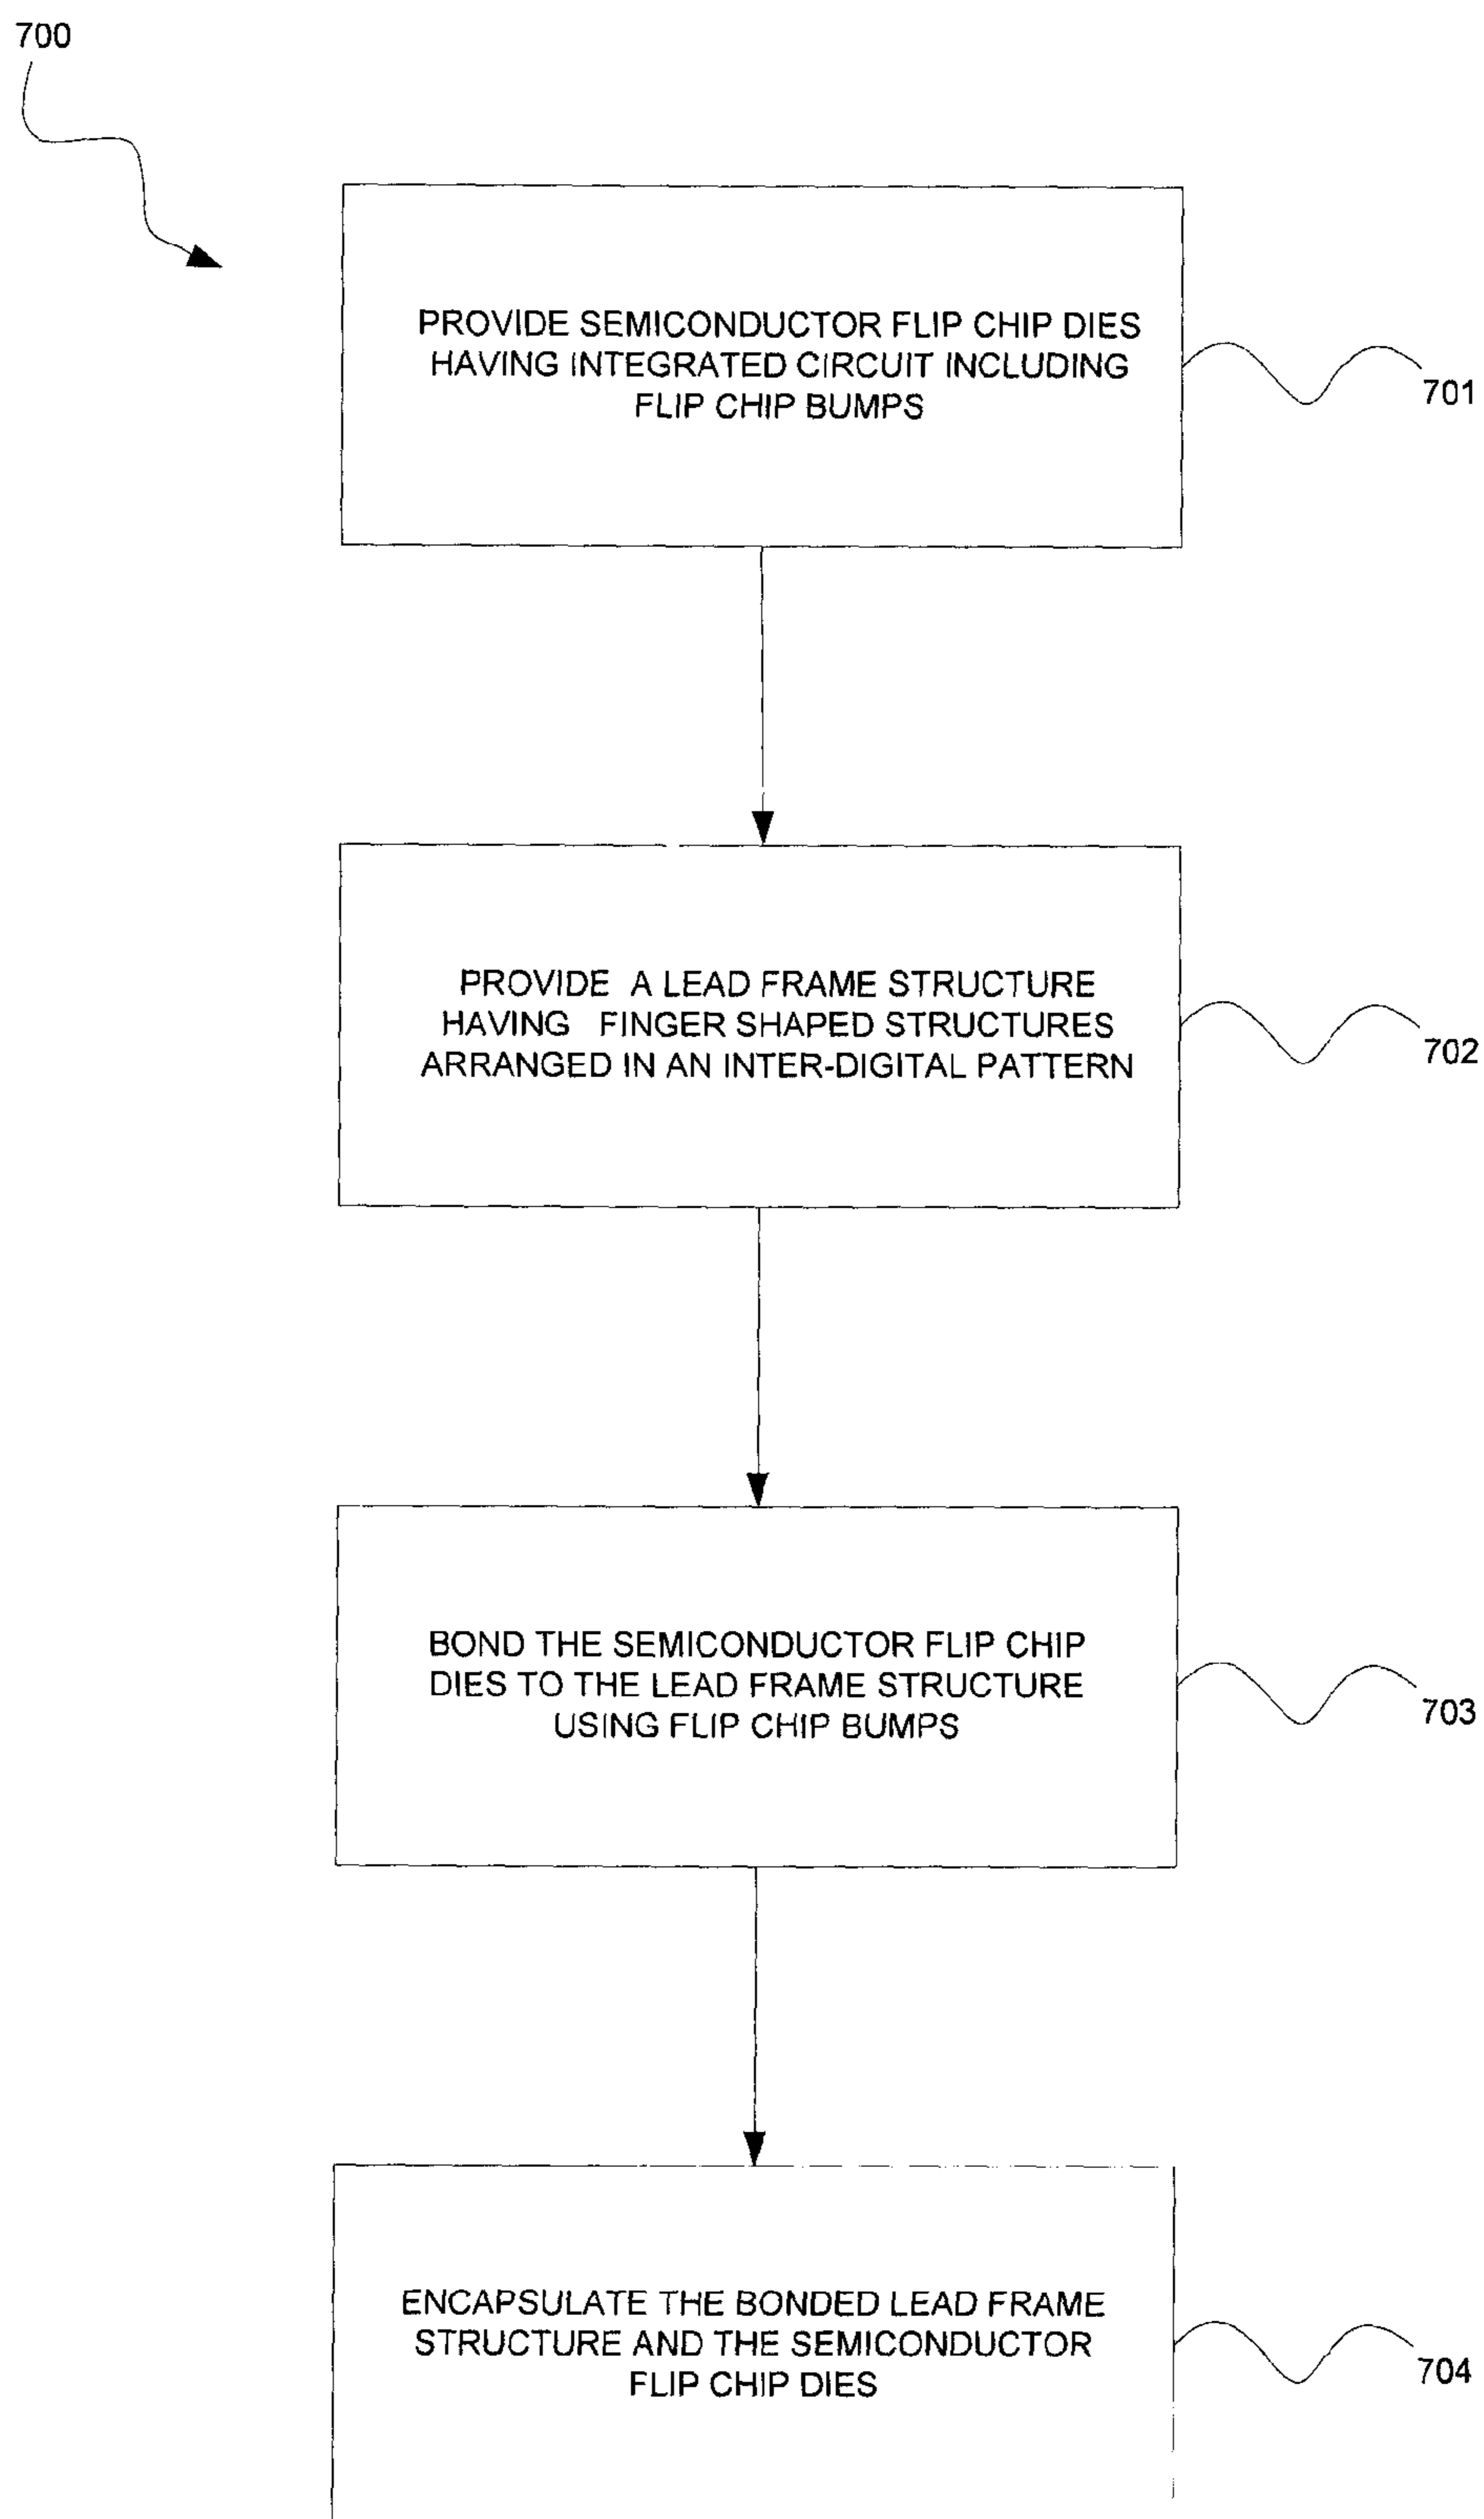 700
PROVIDE SEMICONDUCTOR FLIP CHIP DIES
HAVING INTEGRATED CIRCUIT INCLUDING
FLIP CHIP BUMPS
701
PROVIDE A LEAD FRAME STRUCTURE
HAVING FINGER SHAPED STRUCTURES
ARRANGED IN AN INTER-DIGITAL PATTERN
702
BOND THE SEMICONDUCTOR FLIP CHIP
DIES TO THE LEAD FRAME STRUCTURE
USING FLIP CHIP BUMPS
703
ENCAPSULATE THE BONDED LEAD FRAME
STRUCTURE AND THE SEMICONDUCTOR
FLIP CHIP DIES
704